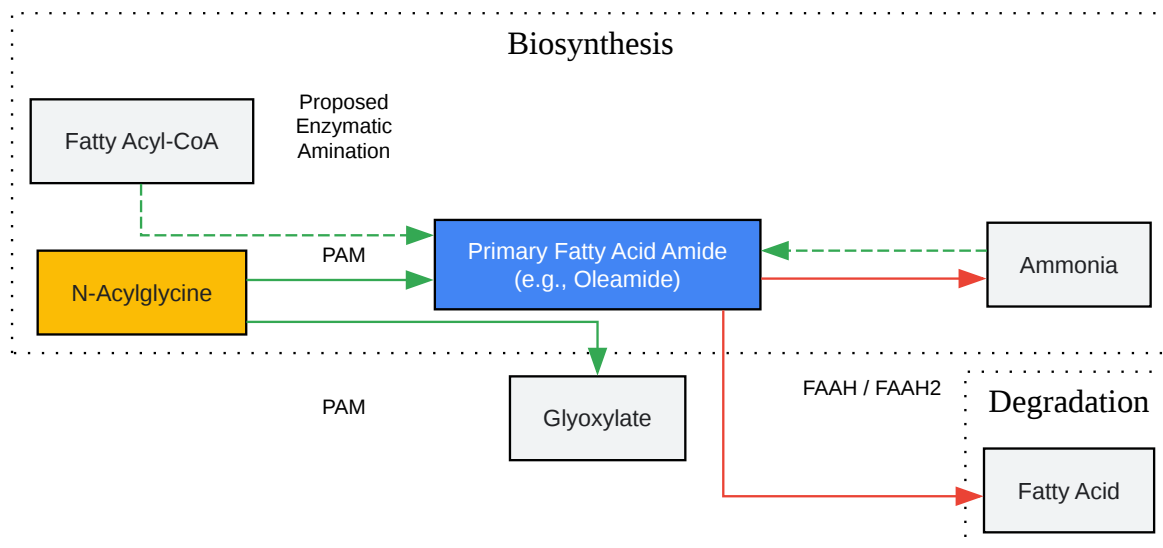 Biosynthesis
Proposed
Enzymatic
Amination
Fatty Acyl-CoA
PAM
Primary Fatty Acid Amide
(e.g., Oleamide)
Ammonia
N-Acylglycine
FAAH / FAAH2
Degradation
PAM
Glyoxylate
Fatty Acid